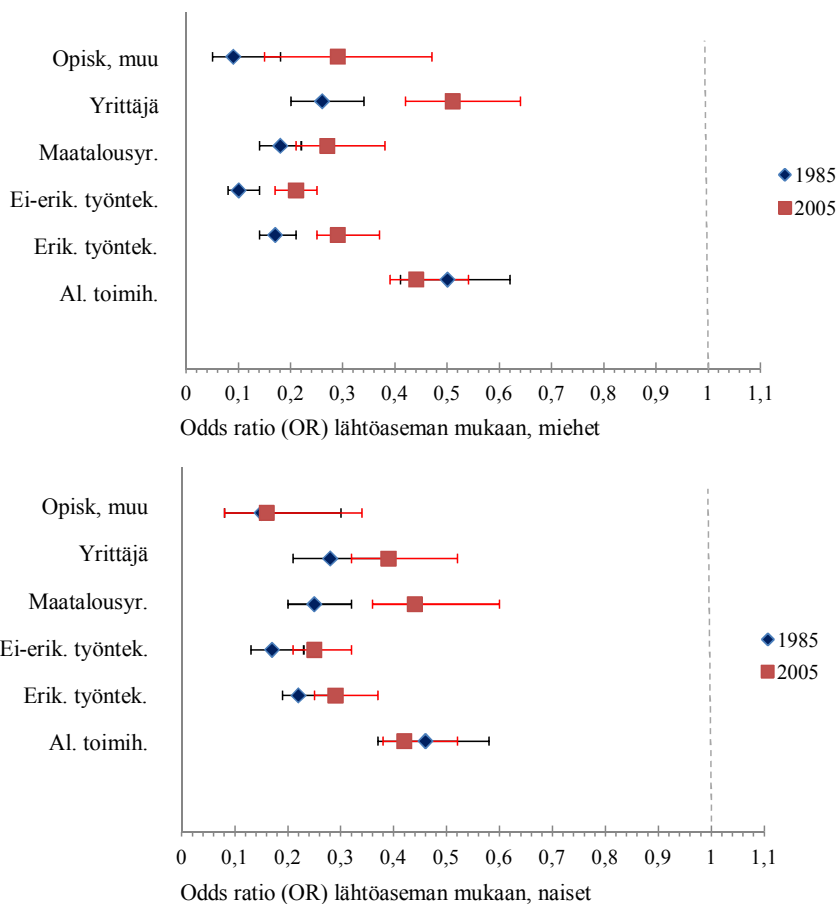 Opisk, muu
Yrittäjä
Maatalousyr.
Ei-erik. työntek.
Erik. työntek.
Al. toimih.
1985
2005
0 0,1 0,2 0,3 0,4 0,5 0,6 0,7 0,8 0,9 1 1,1
Odds ratio (OR) lähtöaseman mukaan, miehet
Opisk, muu
Yrittäjä
Maatalousyr.
Ei-erik. työntek.
Erik. työntek.
Al. toimih.
1985
2005
0 0,1 0,2 0,3 0,4 0,5 0,6 0,7 0,8 0,9 1 1,1
Odds ratio (OR) lähtöaseman mukaan, naiset